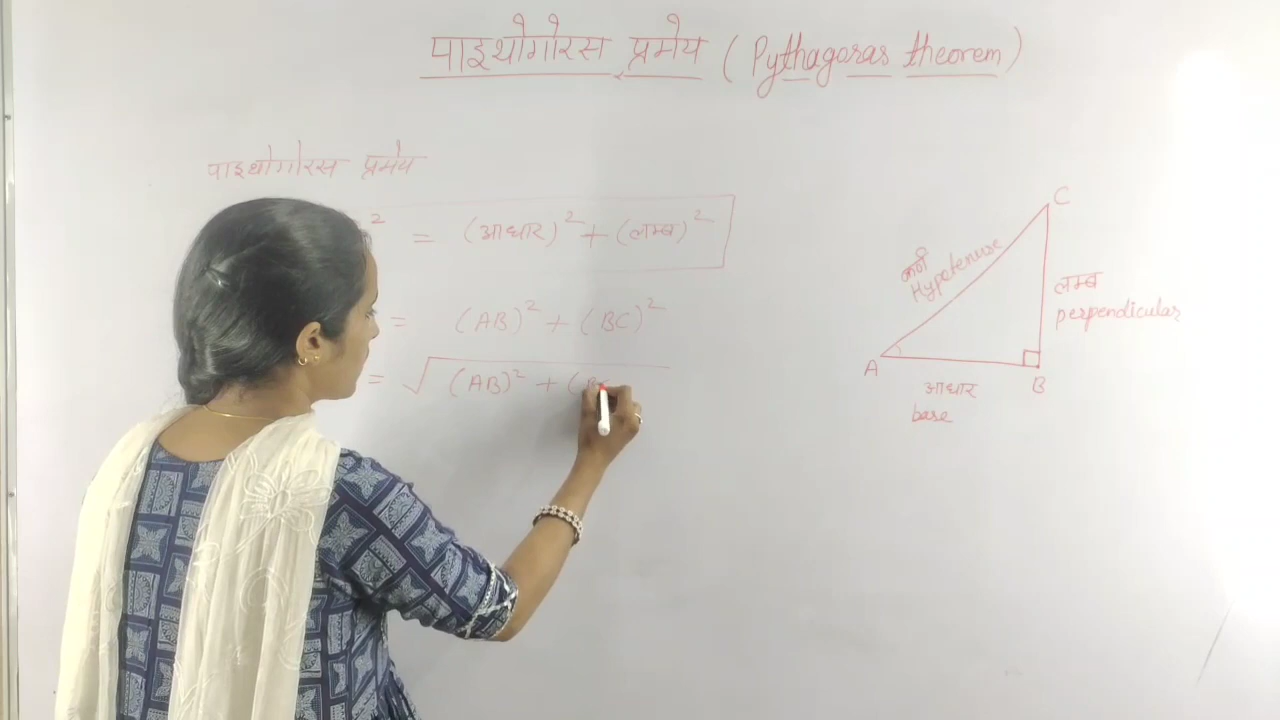 पाइथोगोरस प्रमेय ( Pythagoras theorem )
पाइथोगोरस प्रमेय
² = (आधार)² + (लम्ब)²
= (AB)² + (BC)²
= √ (AB)² + (B
C
कर्ण
Hypotenuse
लम्ब
perpendicular
A
B
आधार
base